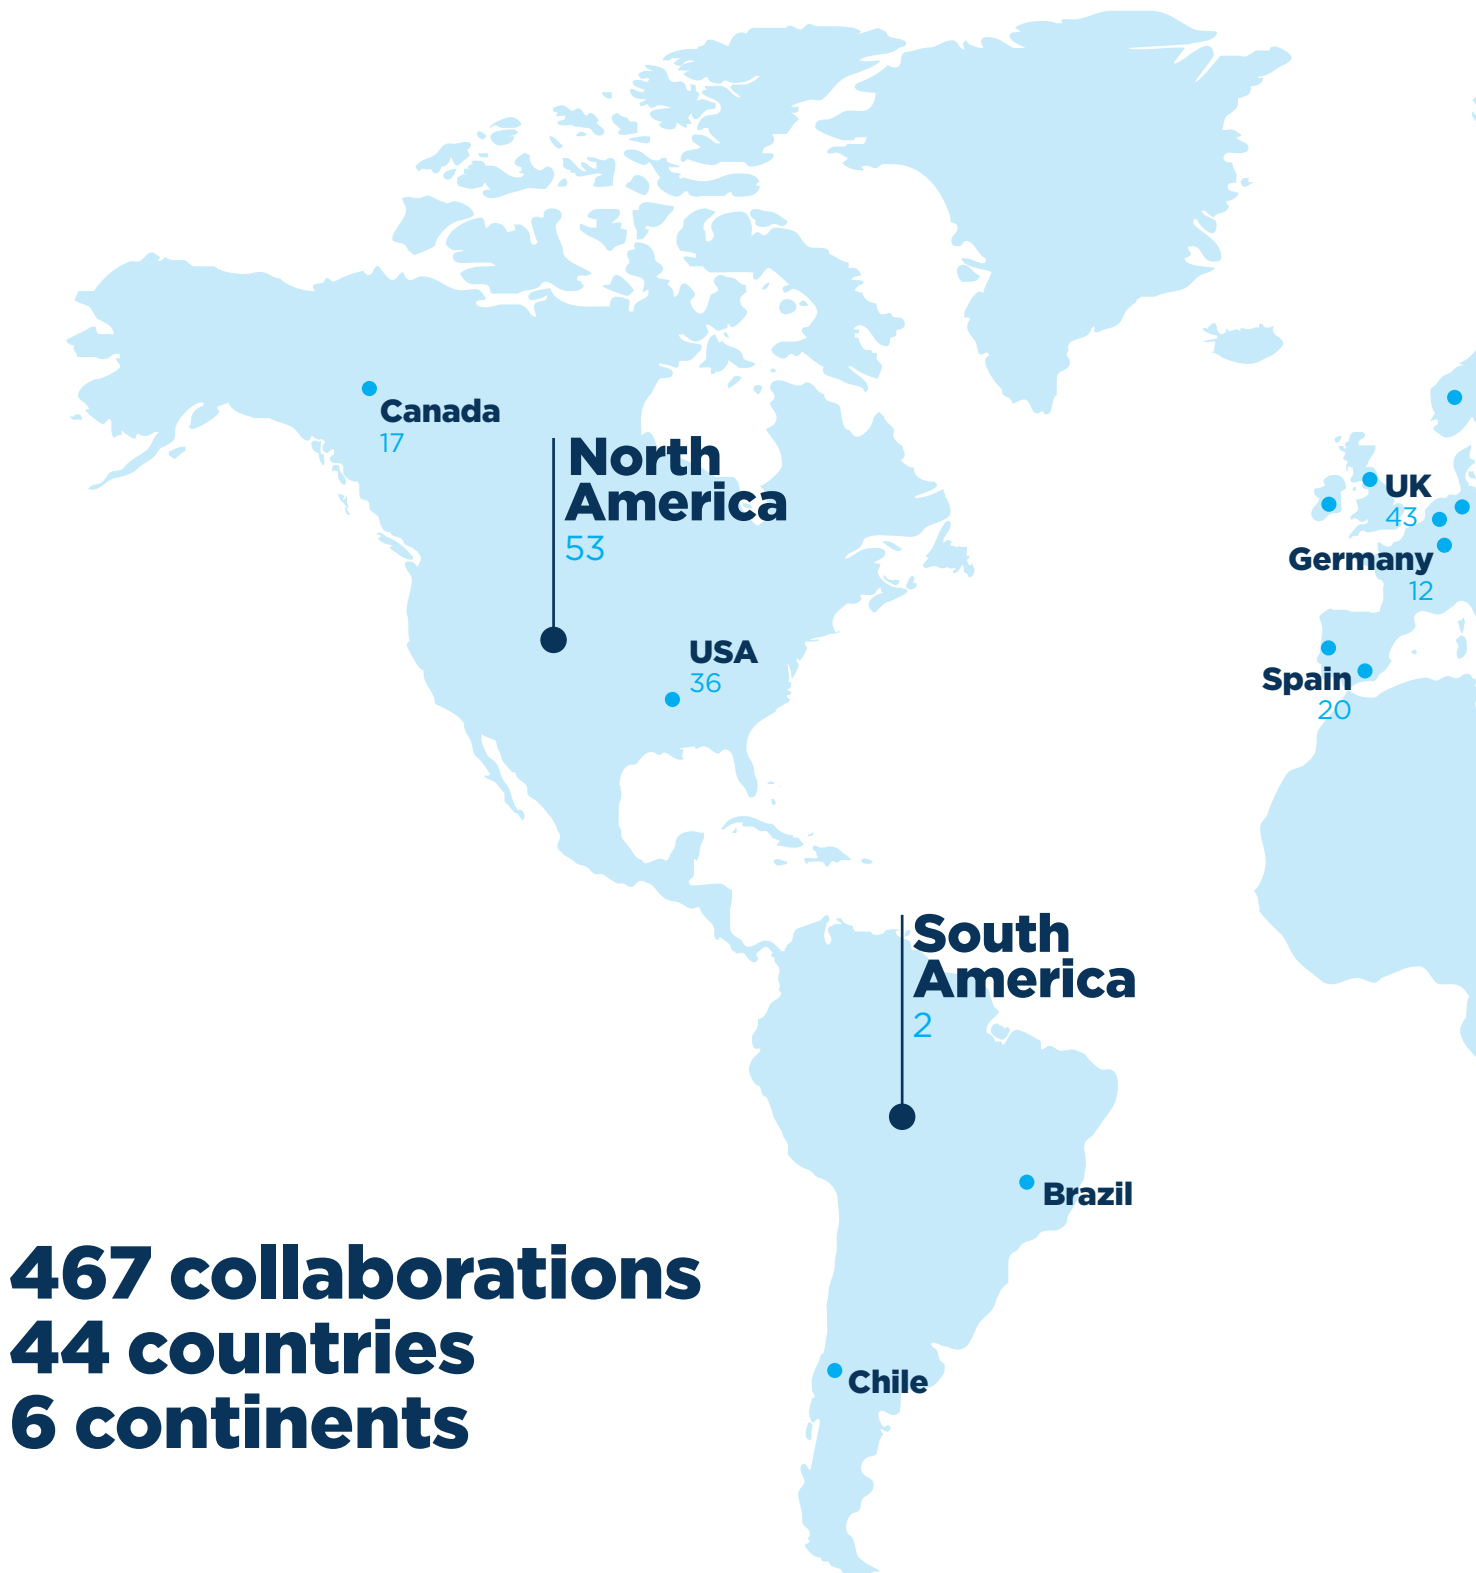 Canada
17
North
America
53
USA
36
UK
43
Germany
12
Spain
20
South
America
2
Brazil
Chile
467 collaborations
44 countries
6 continents